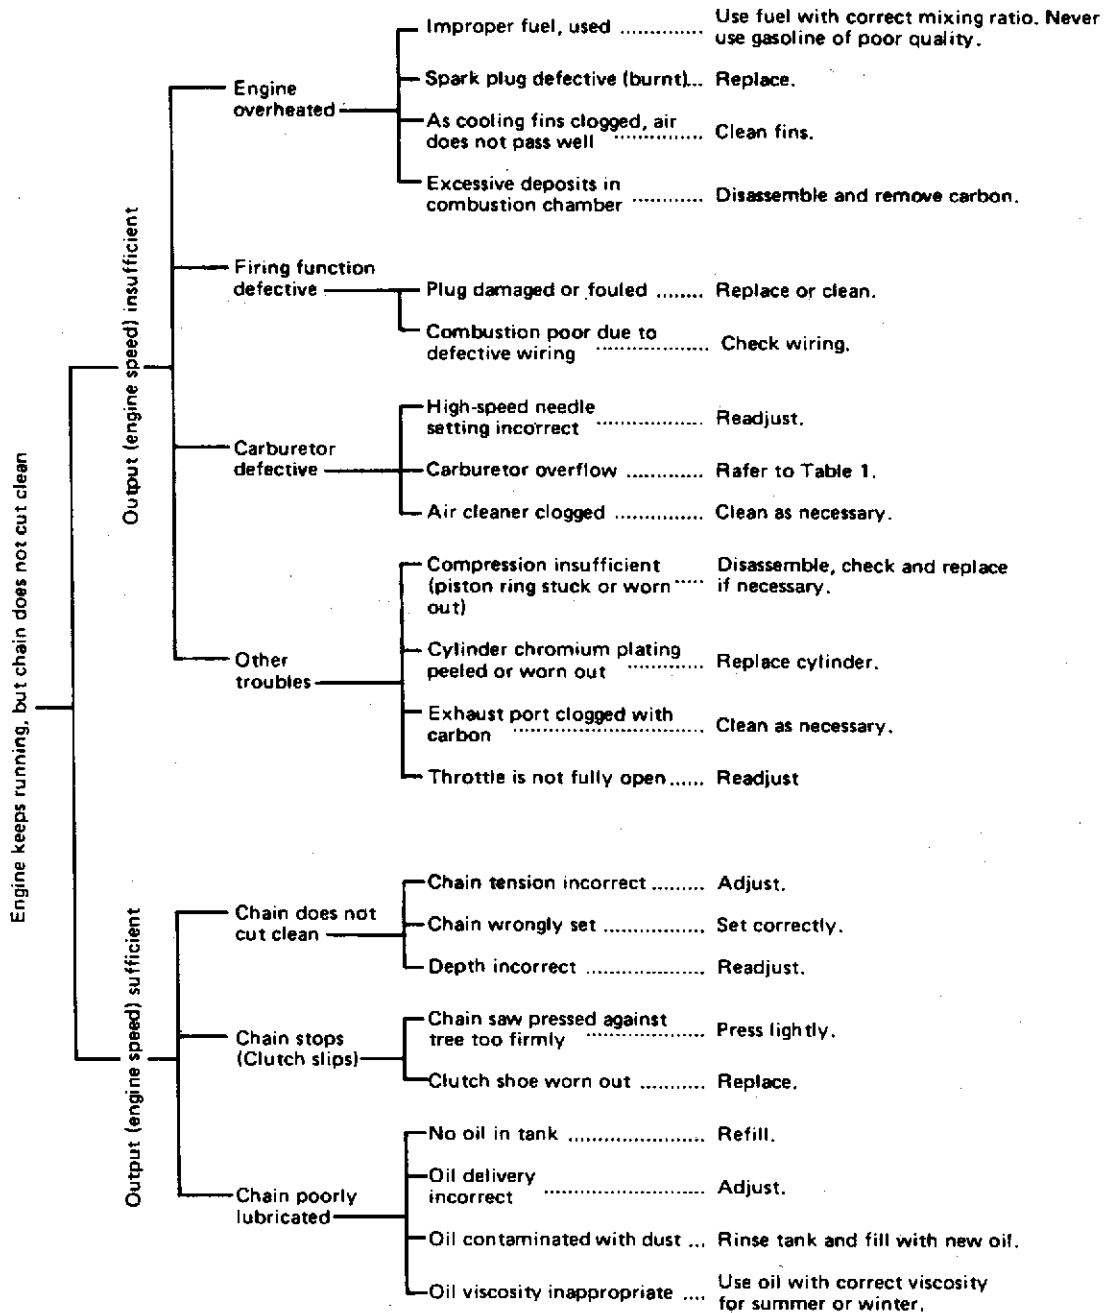 Engine keeps running, but chain does not cut clean
Output (engine speed) insufficient
Engine
overheated
Improper fuel, used ............. Use fuel with correct mixing ratio. Never
use gasoline of poor quality.
Spark plug defective (burnt)... Replace.
As cooling fins clogged, air
does not pass well .............. Clean fins.
Excessive deposits in
combustion chamber ........... Disassemble and remove carbon.
Firing function
defective
Plug damaged or fouled ........ Replace or clean.
Combustion poor due to
defective wiring ................. Check wiring.
Carburetor
defective
High-speed needle
setting incorrect ................. Readjust.
Carburetor overflow ............ Rafer to Table 1.
Air cleaner clogged .............. Clean as necessary.
Other
troubles
Compression insufficient
(piston ring stuck or worn ..... Disassemble, check and replace
out) if necessary.
Cylinder chromium plating
peeled or worn out ........... Replace cylinder.
Exhaust port clogged with
carbon .............................. Clean as necessary.
Throttle is not fully open ...... Readjust
Output (engine speed) sufficient
Chain does not
cut clean
Chain tension incorrect ......... Adjust.
Chain wrongly set ............... Set correctly.
Depth incorrect .................. Readjust.
Chain stops
(Clutch slips)
Chain saw pressed against
tree too firmly .................. Press lightly.
Clutch shoe worn out ........... Replace.
Chain poorly
lubricated
No oil in tank ....................... Refill.
Oil delivery
incorrect ......................... Adjust.
Oil contaminated with dust ... Rinse tank and fill with new oil.
Oil viscosity inappropriate .... Use oil with correct viscosity
for summer or winter.